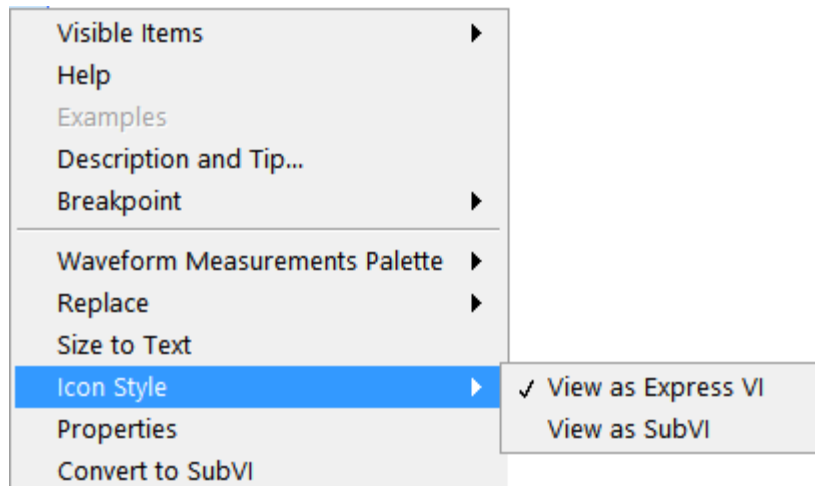 Visible Items
Help
Examples
Description and Tip...
Breakpoint
Waveform Measurements Palette
Replace
Size to Text
Icon Style
✓ View as Express VI
View as SubVI
Properties
Convert to SubVI